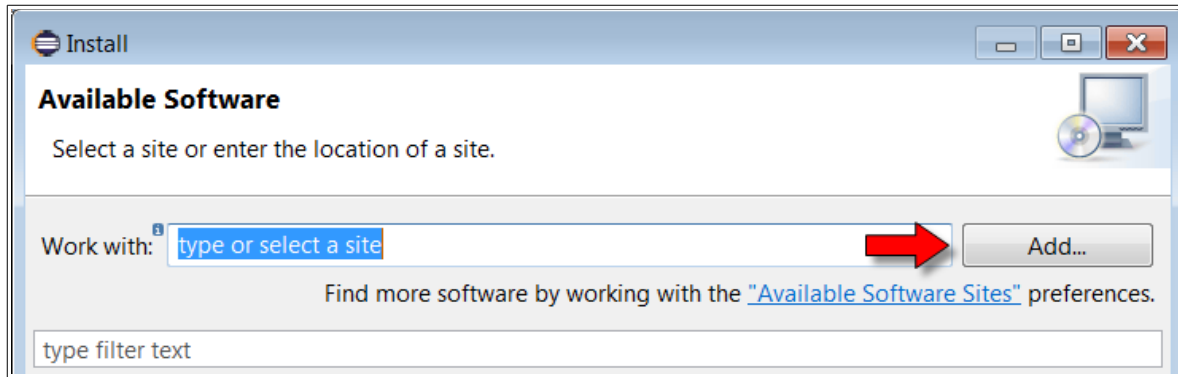 Install
Available Software
Select a site or enter the location of a site.
Work with: type or select a site Add...
Find more software by working with the "Available Software Sites" preferences.
type filter text